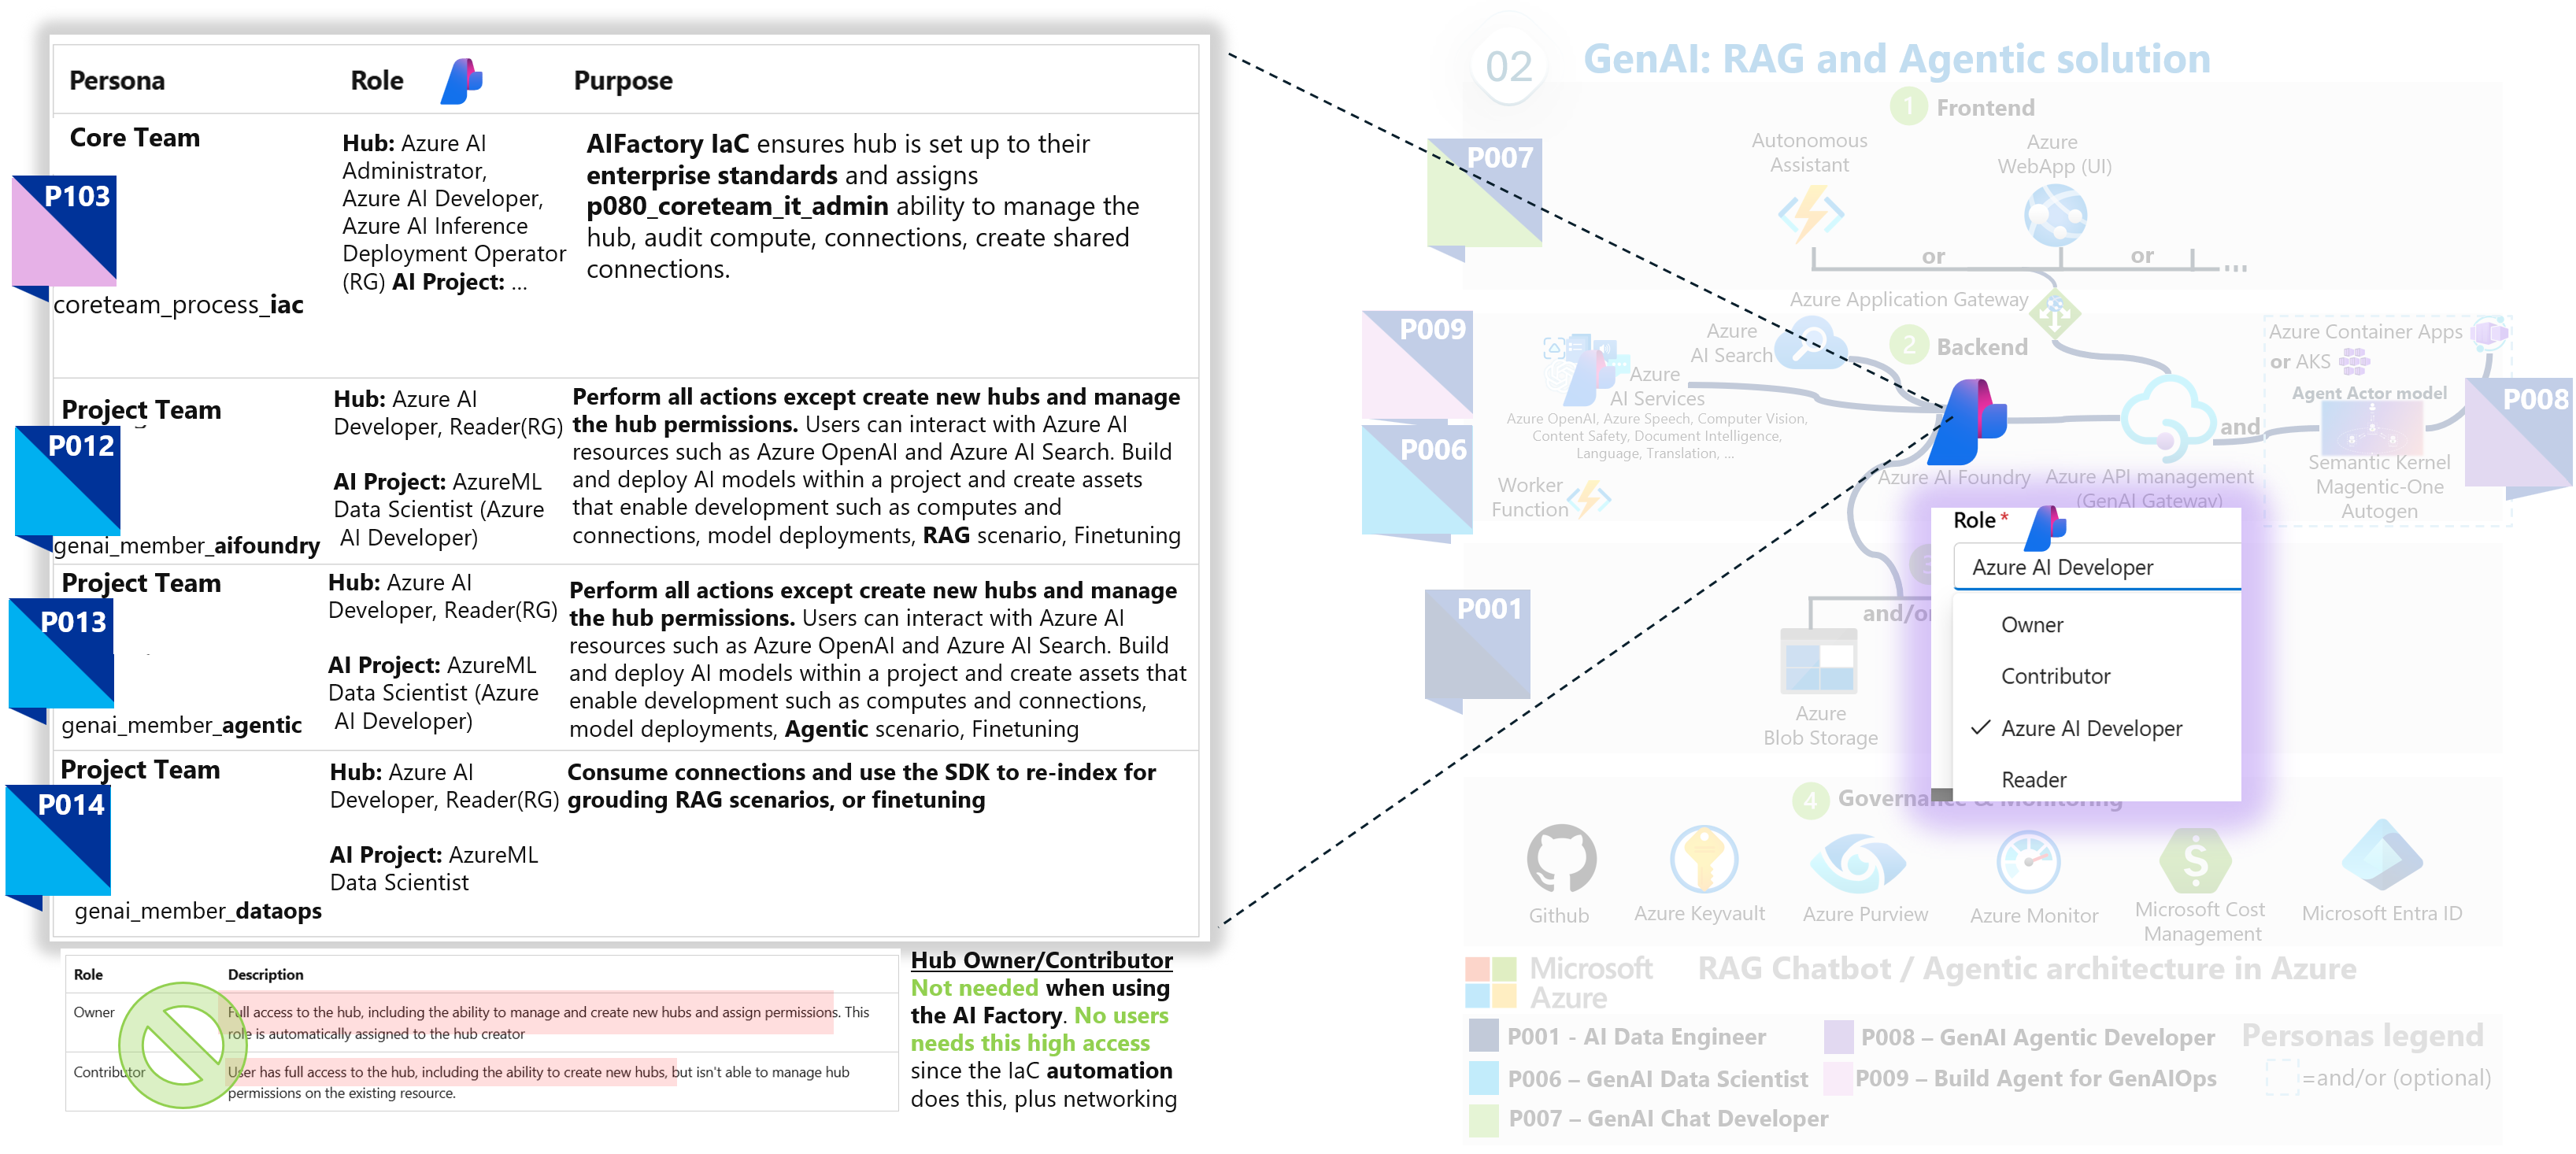 Persona Role Purpose
Core Team
P103
coreteam_process_iac
Hub: Azure AI
Administrator,
Azure AI Developer,
Azure AI Inference
Deployment Operator
(RG) AI Project: ...
AIFactory IaC ensures hub is set up to their
enterprise standards and assigns
p080_coreteam_it_admin ability to manage the
hub, audit compute, connections, create shared
connections.
Project Team
P012
genai_member_aifoundry
Hub: Azure AI
Developer, Reader(RG)
AI Project: AzureML
Data Scientist (Azure
AI Developer)
Perform all actions except create new hubs and manage
the hub permissions. Users can interact with Azure AI
resources such as Azure OpenAI and Azure AI Search. Build
and deploy AI models within a project and create assets
that enable development such as computes and
connections, model deployments, RAG scenario, Finetuning
Project Team
P013
genai_member_agentic
Hub: Azure AI
Developer, Reader(RG)
AI Project: AzureML
Data Scientist (Azure
AI Developer)
Perform all actions except create new hubs and manage
the hub permissions. Users can interact with Azure AI
resources such as Azure OpenAI and Azure AI Search. Build
and deploy AI models within a project and create assets that
enable development such as computes and connections,
model deployments, Agentic scenario, Finetuning
Project Team
P014
genai_member_dataops
Hub: Azure AI
Developer, Reader(RG)
AI Project: AzureML
Data Scientist
Consume connections and use the SDK to re-index for
grouding RAG scenarios, or finetuning
Role Description
Owner
Full access to the hub, including the ability to manage and create new hubs and assign permissions. This
role is automatically assigned to the hub creator
Contributor
User has full access to the hub, including the ability to create new hubs, but isn't able to manage hub
permissions on the existing resource.
Hub Owner/Contributor
Not needed when using
the AI Factory. No users
needs this high access
since the IaC automation
does this, plus networking
02
GenAI: RAG and Agentic solution
1 Frontend
P007
Autonomous
Assistant
Azure
WebApp (UI)
or
or
...
Azure Application Gateway
P009
Azure
AI Search
2 Backend
Azure
AI Services
Azure OpenAI, Azure Speech, Computer Vision,
Content Safety, Document Intelligence,
Language, Translation, ...
P006
Worker
Function
Azure AI Foundry
Azure API management
(GenAI Gateway)
and
Azure Container Apps
or AKS
Agent Actor model
P008
Semantic Kernel
Magentic-One
Autogen
Role *
Azure AI Developer
Owner
Contributor
Azure AI Developer
Reader
3
P001
and/or
Azure
Blob Storage
4 Governance & Monitoring
Github
Azure Keyvault
Azure Purview
Azure Monitor
Microsoft Cost
Management
Microsoft Entra ID
Microsoft
Azure
RAG Chatbot / Agentic architecture in Azure
P001 - AI Data Engineer
P008 – GenAI Agentic Developer
Personas legend
P006 – GenAI Data Scientist
P009 – Build Agent for GenAIOps
=and/or (optional)
P007 – GenAI Chat Developer